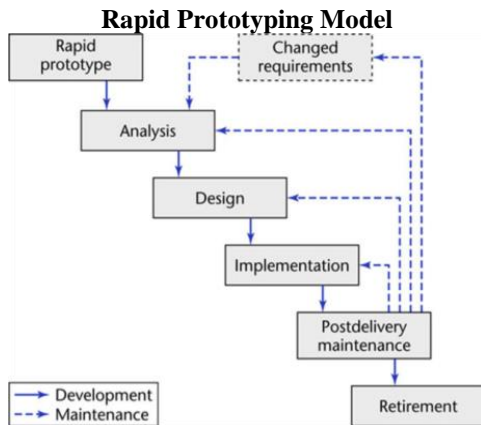 Rapid Prototyping Model
Rapid
prototype
Changed
requirements
Analysis
Design
Implementation
Postdelivery
maintenance
Development
Maintenance
Retirement